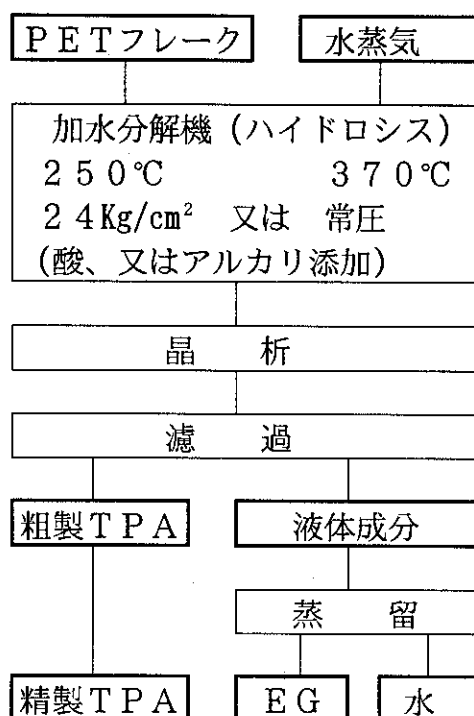 PETフレーク 水蒸気
加水分解機(ハイドロシス)
250℃ 370℃
24Kg/cm² 又は 常圧
(酸、又はアルカリ添加)
晶 析
濾 過
粗製TPA 液体成分
蒸 留
精製TPA EG 水